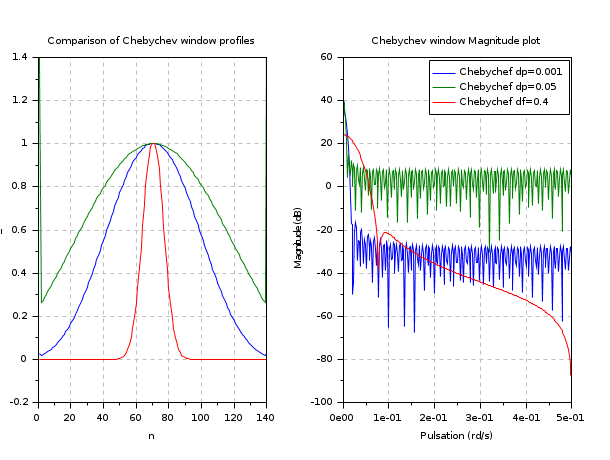 Comparison of Chebychev window profiles
1.4
1.2
1
0.8
0.6
0.4
0.2
0
-0.2
0
20
40
60
80
100
120
140
n
Chebychev window Magnitude plot
Chebychef dp=0.001
Chebychef dp=0.05
Chebychef df=0.4
60
40
20
0
-20
-40
-60
-80
-100
Magnitude (dB)
0e00
1e-01
2e-01
3e-01
4e-01
5e-01
Pulsation (rd/s)